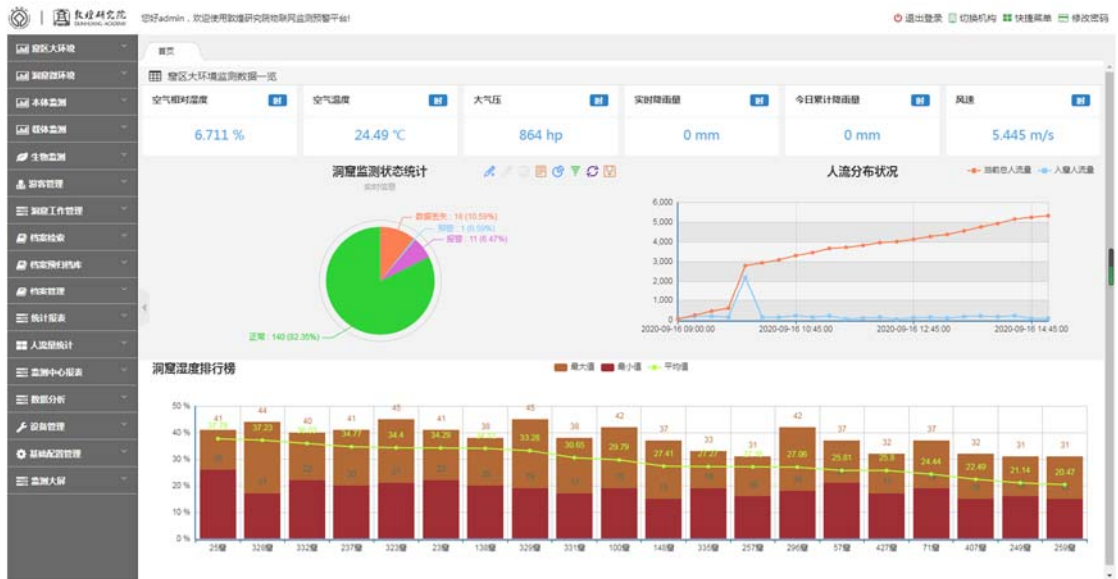 敦煌研究院
DUNHUANG ACADEMY
您好admin，欢迎使用敦煌研究院物联网监测预警平台!
退出登录 切换机构 快捷菜单 修改密码
窟区大环境
洞窟微环境
本体监测
载体监测
生物监测
游客管理
洞窟工作管理
档案检索
档案预归档库
档案管理
统计报表
人流量统计
监测中心报表
数据分析
设备管理
基础配置管理
监测大屏
首页
窟区大环境监测数据一览
空气相对湿度 时
6.711 %
空气温度 时
24.49 ℃
大气压 时
864 hp
实时降雨量 时
0 mm
今日累计降雨量 时
0 mm
风速 时
5.445 m/s
洞窟监测状态统计
实时信息
数据丢失 : 18 (10.59%)
预警 : 1 (0.59%)
报警 : 11 (6.47%)
正常 : 140 (82.35%)
人流分布状况
当前总人流量 入窟人流量
6,000
5,000
4,000
3,000
2,000
1,000
0
2020-09-16 09:00:00 2020-09-16 10:45:00 2020-09-16 12:45:00 2020-09-16 14:45:00
洞窟湿度排行榜
最大值 最小值 平均值
50 %
40 %
30 %
20 %
10 %
0 %
41 44 40 41 45 41 38 45 38 42 37 33 31 42 37 32 37 32 31 31
37.23 34.77 34.4 34.29 33.28 30.65 29.79 27.41 27.27 27.06 25.81 25.8 24.44 22.49 21.14 20.47
25窟 328窟 332窟 237窟 323窟 23窟 138窟 329窟 331窟 100窟 148窟 335窟 257窟 296窟 57窟 427窟 71窟 407窟 249窟 259窟